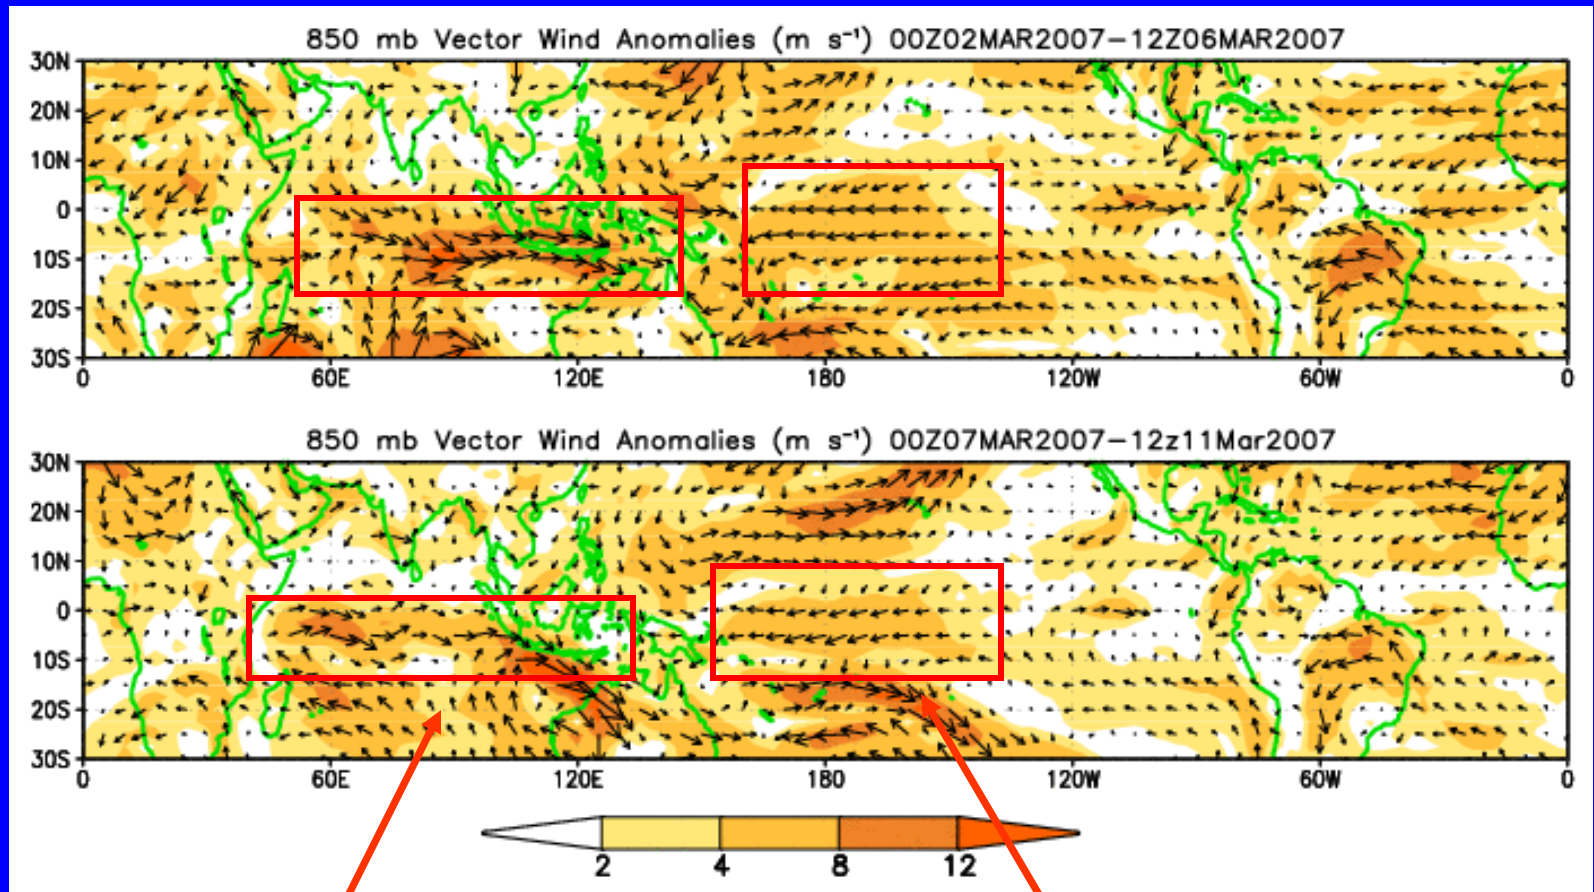 850 mb Vector Wind Anomalies (m s⁻¹) 00Z02MAR2007-12Z06MAR2007
30N
20N
10N
0
10S
20S
30S
0 60E 120E 180 120W 60W 0
850 mb Vector Wind Anomalies (m s⁻¹) 00Z07MAR2007-12z11Mar2007
30N
20N
10N
0
10S
20S
30S
0 60E 120E 180 120W 60W 0
2 4 8 12